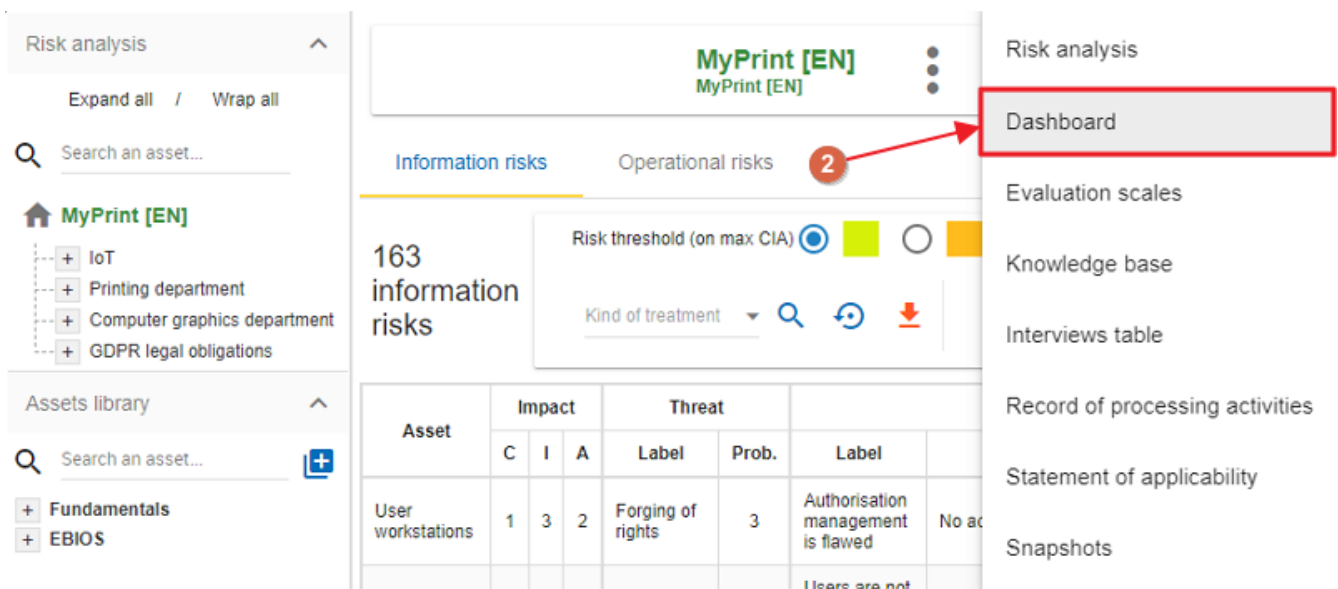 Risk analysis
Expand all / Wrap all
Search an asset...
MyPrint [EN]
+ IoT
+ Printing department
+ Computer graphics department
+ GDPR legal obligations
Assets library
Search an asset...
+ Fundamentals
+ EBIOS
MyPrint [EN]
MyPrint [EN]
Information risks
Operational risks
2
163
information
risks
Risk threshold (on max CIA)
Kind of treatment
Asset
Impact
Threat
C I A Label Prob. Label
User
workstations
1 3 2
Forging of
rights
3
Authorisation
management
is flawed
No ac
Users are not
Risk analysis
Dashboard
Evaluation scales
Knowledge base
Interviews table
Record of processing activities
Statement of applicability
Snapshots